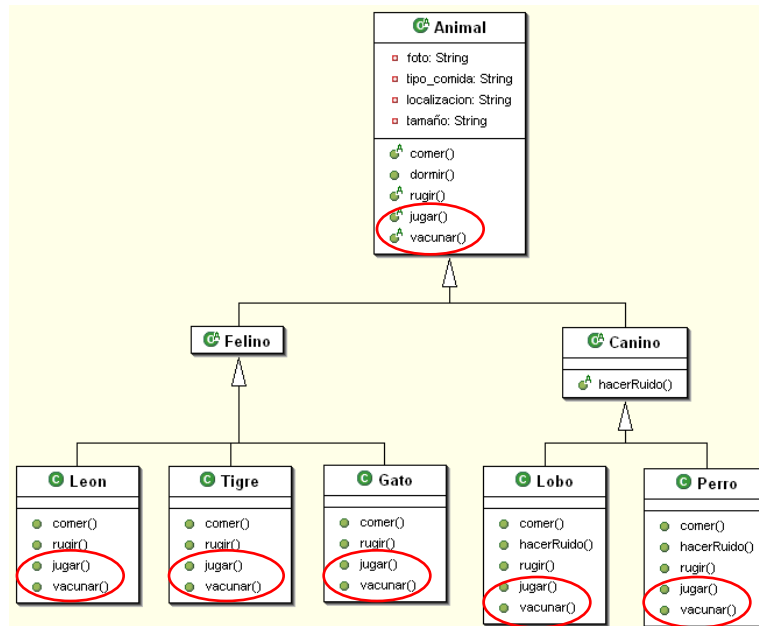 Animal
foto: String
tipo_comida: String
localizacion: String
tamaño: String
comer()
dormir()
rugir()
jugar()
vacunar()
Felino
Canino
hacerRuido()
Leon
comer()
rugir()
jugar()
vacunar()
Tigre
comer()
rugir()
jugar()
vacunar()
Gato
comer()
rugir()
jugar()
vacunar()
Lobo
comer()
hacerRuido()
rugir()
jugar()
vacunar()
Perro
comer()
hacerRuido()
rugir()
jugar()
vacunar()